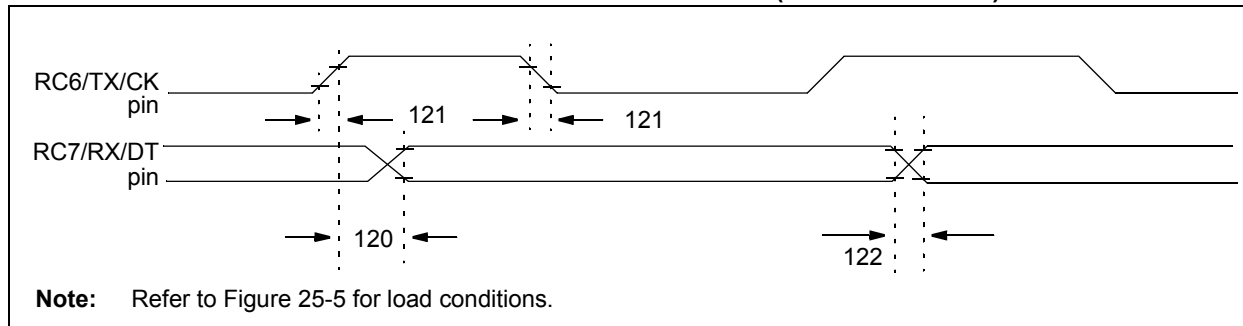 RC6/TX/CK
pin
121
121
RC7/RX/DT
pin
120
122
Note: Refer to Figure 25-5 for load conditions.